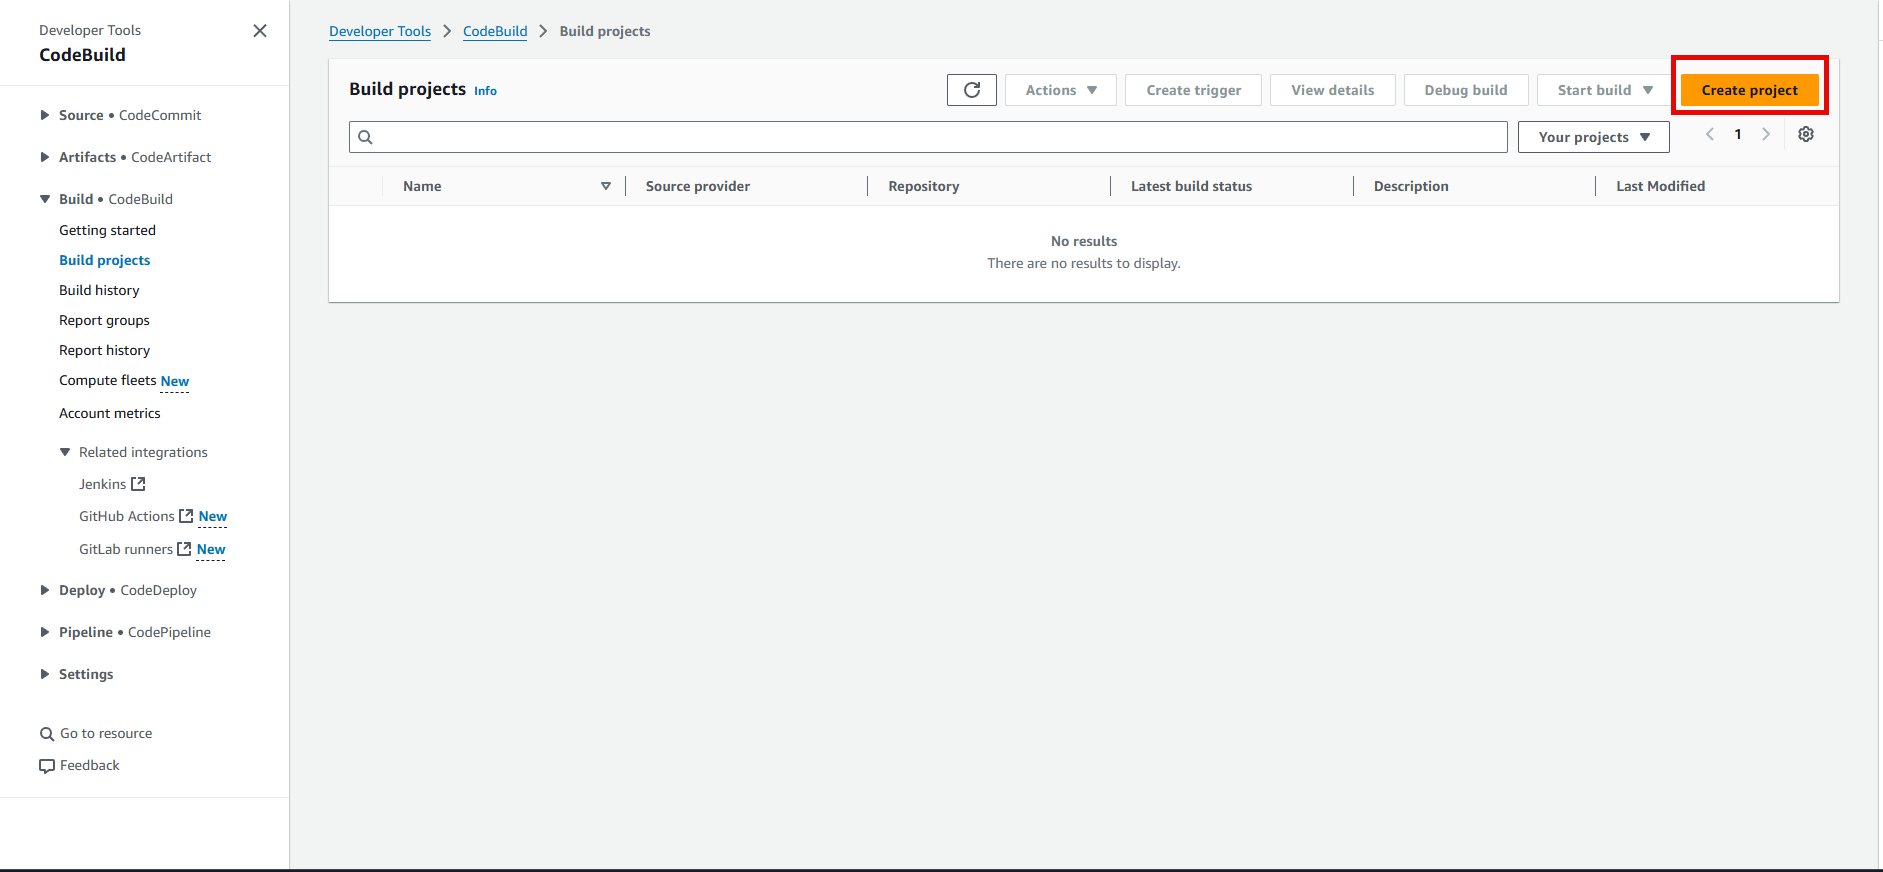 Developer Tools
CodeBuild
Source • CodeCommit
Artifacts • CodeArtifact
Build • CodeBuild
Getting started
Build projects
Build history
Report groups
Report history
Compute fleets New
Account metrics
Related integrations
Jenkins
GitHub Actions New
GitLab runners New
Deploy • CodeDeploy
Pipeline • CodePipeline
Settings
Go to resource
Feedback
Developer Tools > CodeBuild > Build projects
Build projects Info
Actions Create trigger View details Debug build Start build Create project
Your projects < 1 >
Name Source provider Repository Latest build status Description Last Modified
No results
There are no results to display.